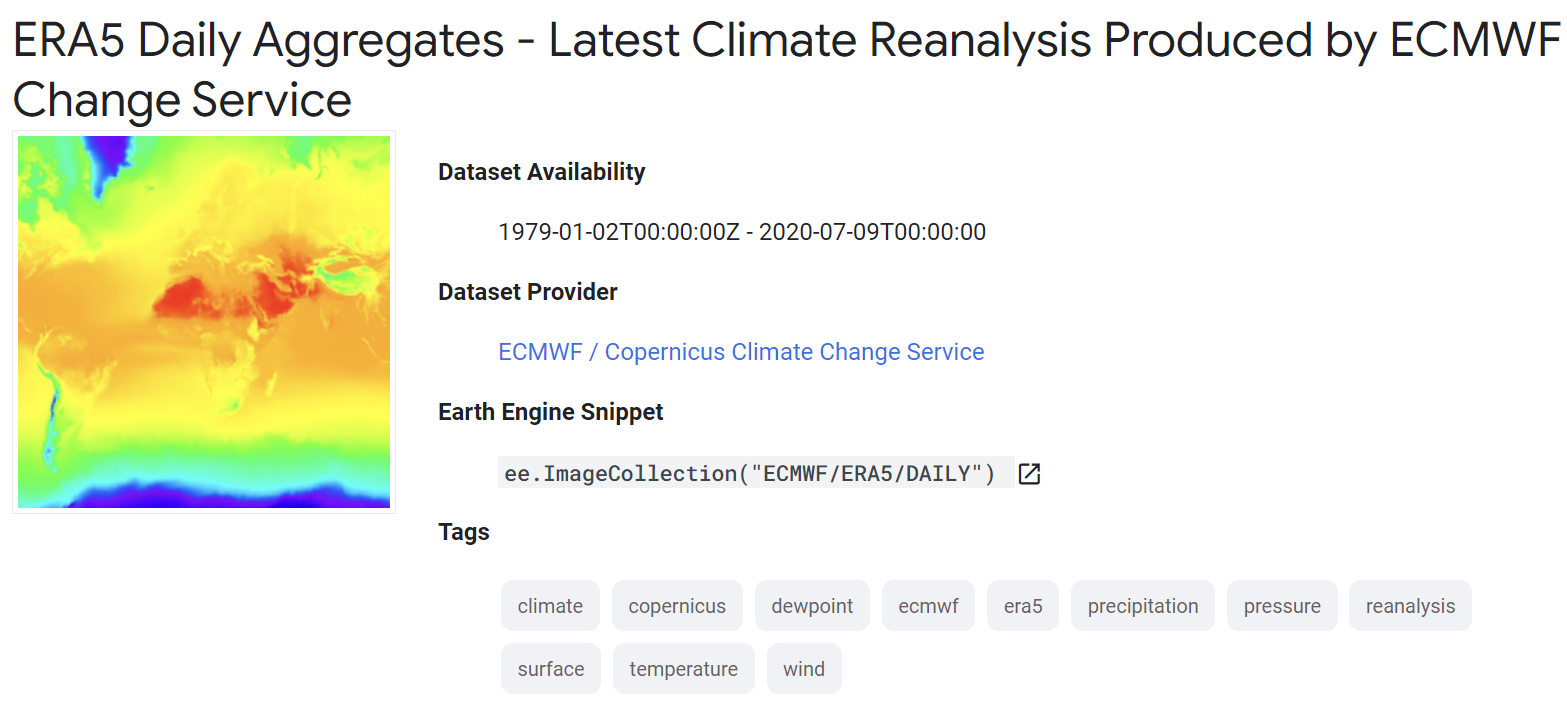 ERA5 Daily Aggregates - Latest Climate Reanalysis Produced by ECMWF
Change Service
Dataset Availability
1979-01-02T00:00:00Z - 2020-07-09T00:00:00
Dataset Provider
ECMWF / Copernicus Climate Change Service
Earth Engine Snippet
ee.ImageCollection("ECMWF/ERA5/DAILY")
Tags
climate copernicus dewpoint ecmwf era5 precipitation pressure reanalysis
surface temperature wind